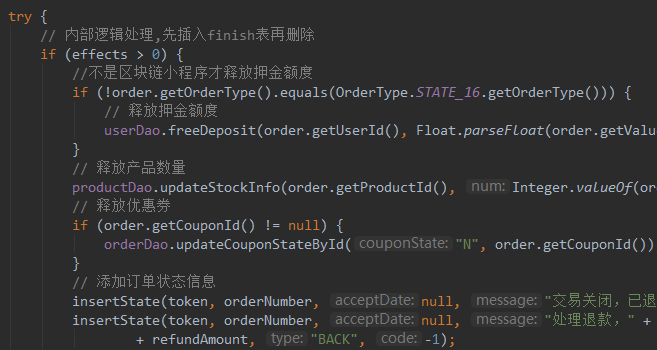 try {
// 内部逻辑处理,先插入finish表再删除
if (effects > 0) {
//不是区块链小程序才释放押金额度
if (!order.getOrderType().equals(OrderType.STATE_16.getOrderType())) {
// 释放押金额度
userDao.freeDeposit(order.getUserId(), Float.parseFloat(order.getValu
}
// 释放产品数量
productDao.updateStockInfo(order.getProductId(), num: Integer.valueOf(or
// 释放优惠券
if (order.getCouponId() != null) {
orderDao.updateCouponStateById( couponState: "N", order.getCouponId())
}
// 添加订单状态信息
insertState(token, orderNumber, acceptDate: null, message: "交易关闭，已退
insertState(token, orderNumber, acceptDate: null, message: "处理退款，" +
+ refundAmount, type: "BACK", code: -1);